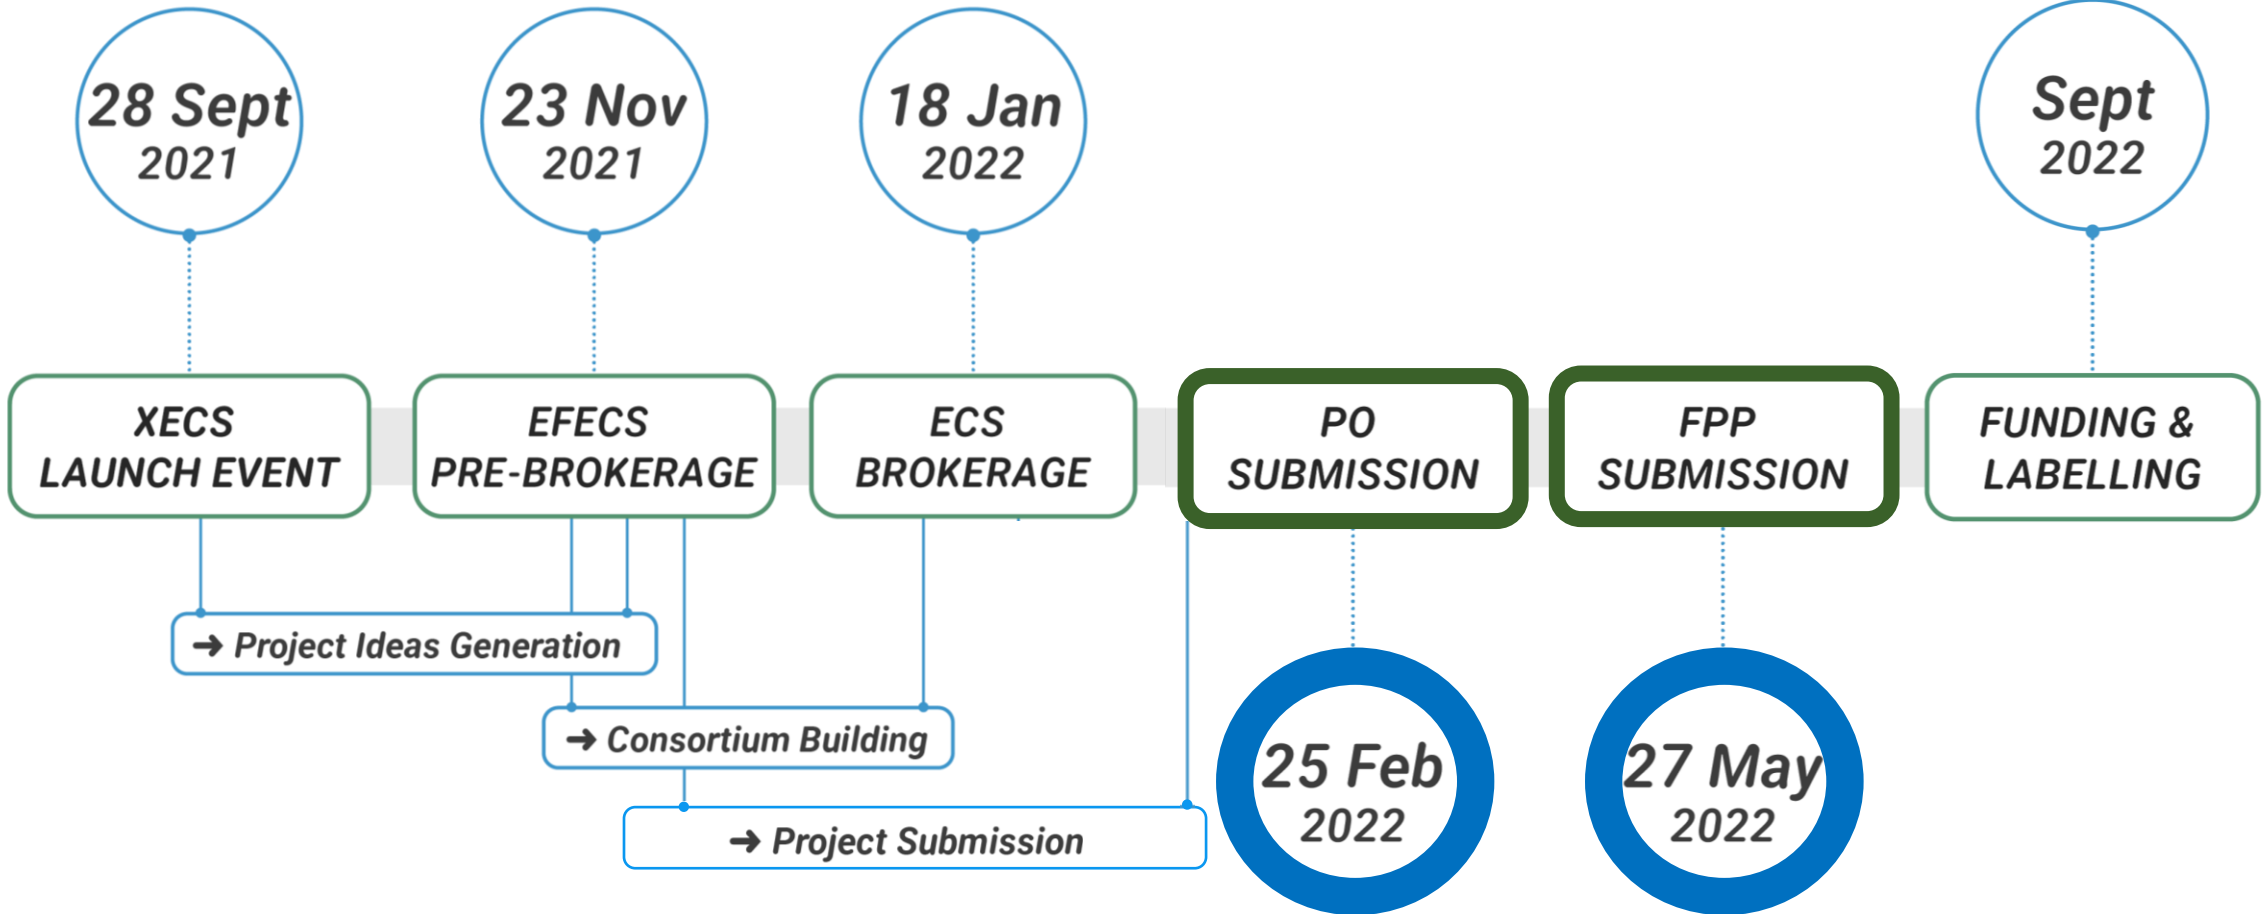 28 Sept
2021
23 Nov
2021
18 Jan
2022
Sept
2022
XECS
LAUNCH EVENT
EFECS
PRE-BROKERAGE
ECS
BROKERAGE
PO
SUBMISSION
FPP
SUBMISSION
FUNDING &
LABELLING
➜ Project Ideas Generation
➜ Consortium Building
➜ Project Submission
25 Feb
2022
27 May
2022